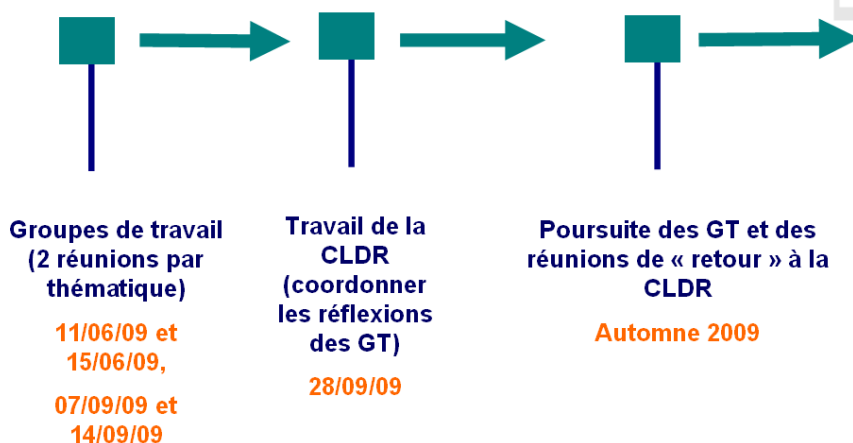 Groupes de travail
(2 réunions par
thématique)
11/06/09 et
15/06/09,
07/09/09 et
14/09/09
Travail de la
CLDR
(coordonner
les réflexions
des GT)
28/09/09
Poursuite des GT et des
réunions de « retour » à la
CLDR
Automne 2009